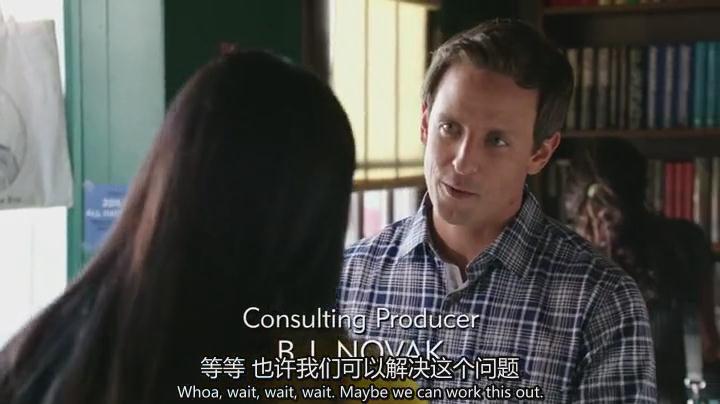 Consulting Producer
B.J. NOVAK
等等 也许我们可以解决这个问题
Whoa, wait, wait, wait. Maybe we can work this out.